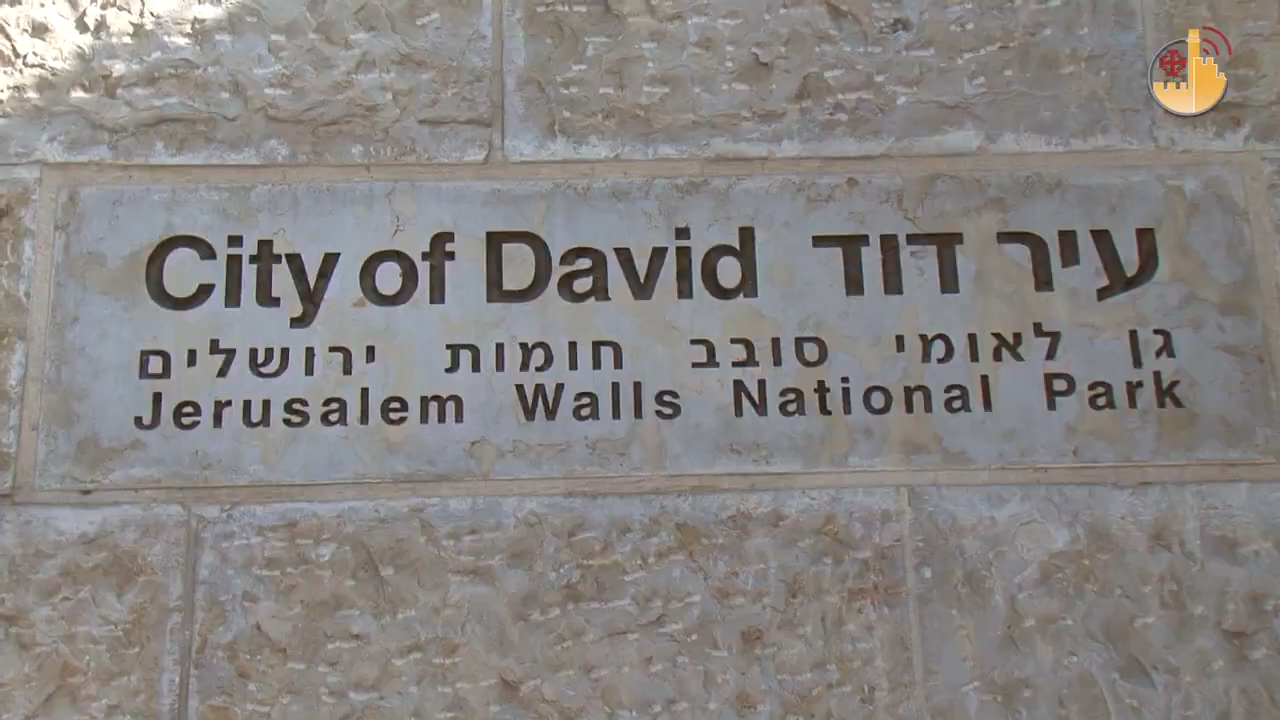 City of David עיר דוד
גן לאומי סובב חומות ירושלים
Jerusalem Walls National Park